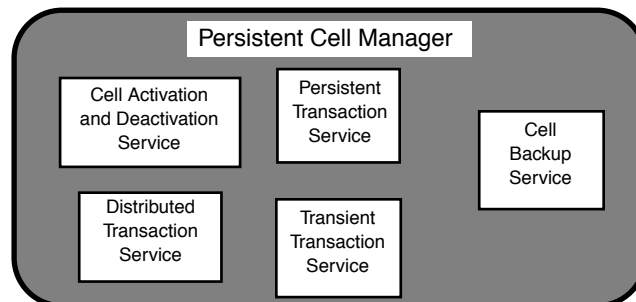 Persistent Cell Manager
Cell Activation
and Deactivation
Service
Persistent
Transaction
Service
Cell
Backup
Service
Distributed
Transaction
Service
Transient
Transaction
Service